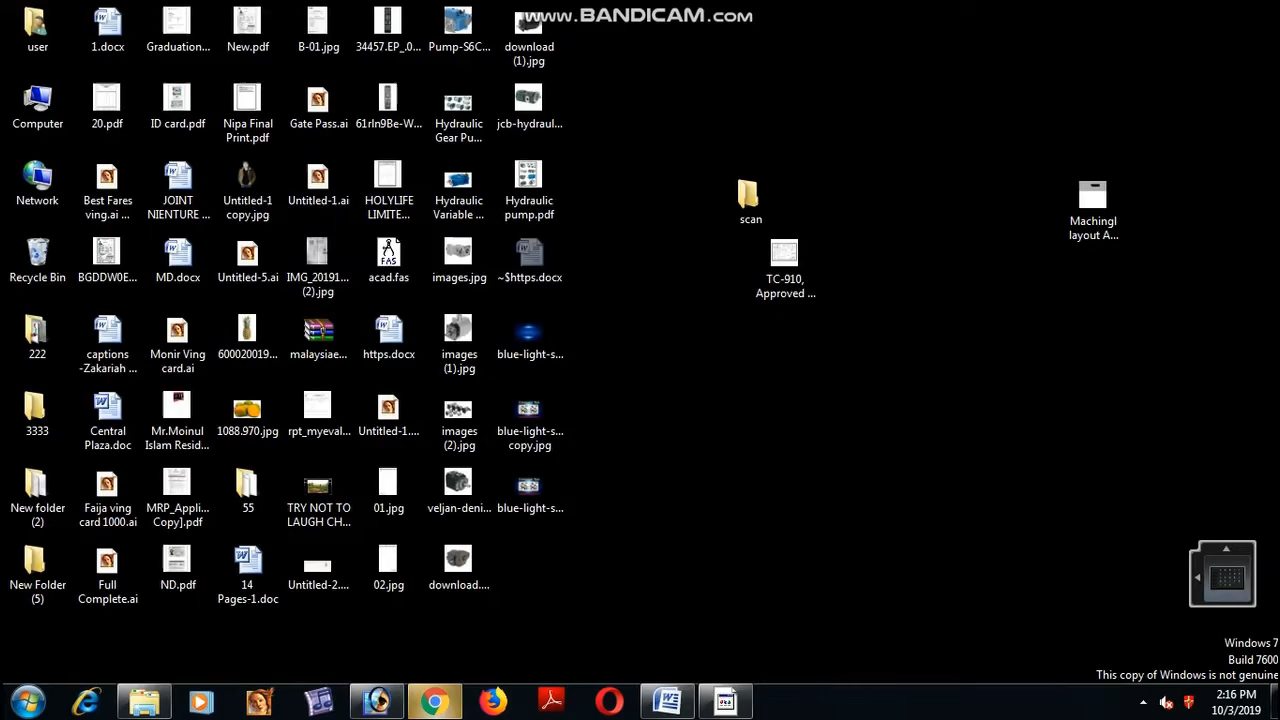 www.BANDICAM.com
user
1.docx
Graduation...
New.pdf
B-01.jpg
34457.EP_.0...
Pump-S6C...
download
(1).jpg
Computer
20.pdf
ID card.pdf
Nipa Final
Print.pdf
Gate Pass.ai
61rIn9Be-W...
Hydraulic
Gear Pu...
jcb-hydraul...
Network
Best Fares
ving.ai ...
JOINT
NIENTURE ...
Untitled-1
copy.jpg
Untitled-1.ai
HOLYLIFE
LIMITE...
Hydraulic
Variable ...
Hydraulic
pump.pdf
scan
Machingl
layout A...
Recycle Bin
BGDDW0E...
MD.docx
Untitled-5.ai
IMG_20191...
(2).jpg
FAS
acad.fas
images.jpg
~$https.docx
TC-910,
Approved ...
222
captions
-Zakariah ...
Monir Ving
card.ai
600020019...
malaysiae...
https.docx
images
(1).jpg
blue-light-s...
3333
Central
Plaza.doc
Mr.Moinul
Islam Resid...
1088.970.jpg
rpt_myeval...
Untitled-1....
images
(2).jpg
blue-light-s...
copy.jpg
New folder
(2)
Faija ving
card 1000.ai
MRP_Appli...
Copy].pdf
55
TRY NOT TO
LAUGH CH...
01.jpg
veljan-deni...
blue-light-s...
New Folder
(5)
Full
Complete.ai
ND.pdf
14
Pages-1.doc
Untitled-2....
02.jpg
download....
Windows 7
Build 7600
This copy of Windows is not genuine
2:16 PM
10/3/2019